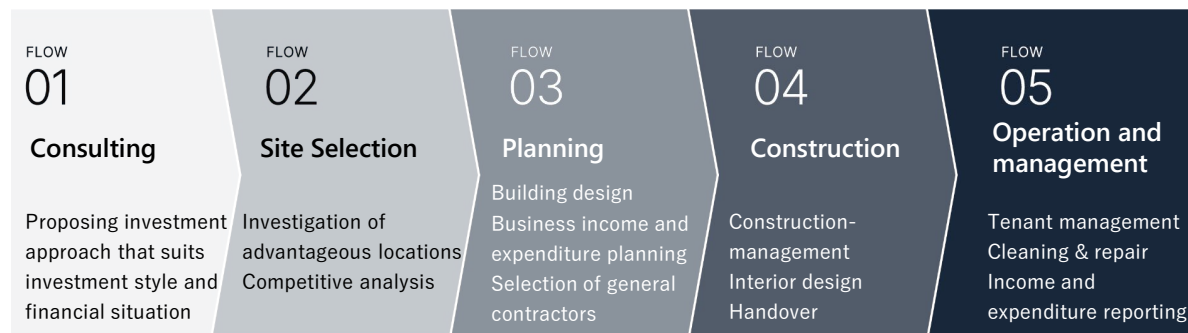 FLOW
01
Consulting
Proposing investment
approach that suits
investment style and
financial situation
FLOW
02
Site Selection
Investigation of
advantageous locations
Competitive analysis
FLOW
03
Planning
Building design
Business income and
expenditure planning
Selection of general
contractors
FLOW
04
Construction
Construction-
management
Interior design
Handover
FLOW
05
Operation and
management
Tenant management
Cleaning & repair
Income and
expenditure reporting